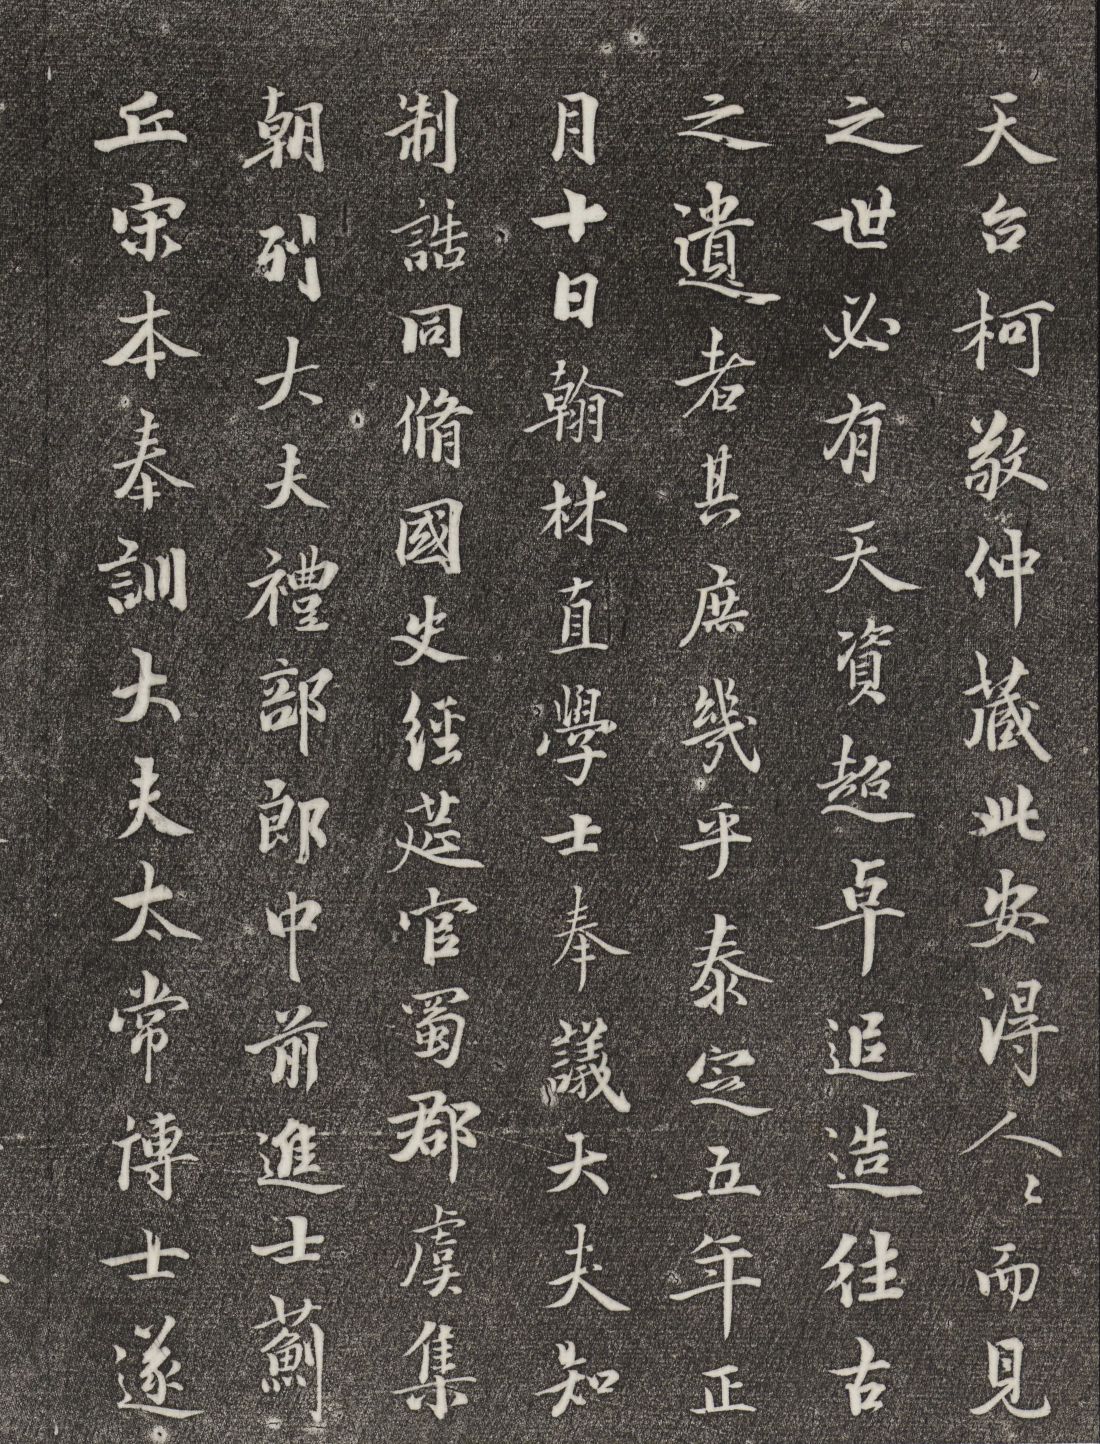 天台柯敬仲藏此安得人〻而見
之世必有天資超卓追造往古
之遺者其庶幾乎泰定五年正
月十日翰林直學士奉議大夫知
制誥同脩國史經莚官蜀郡虞集
朝列大夫禮部郎中前進士薊
丘宋本奉訓大夫太常博士遂